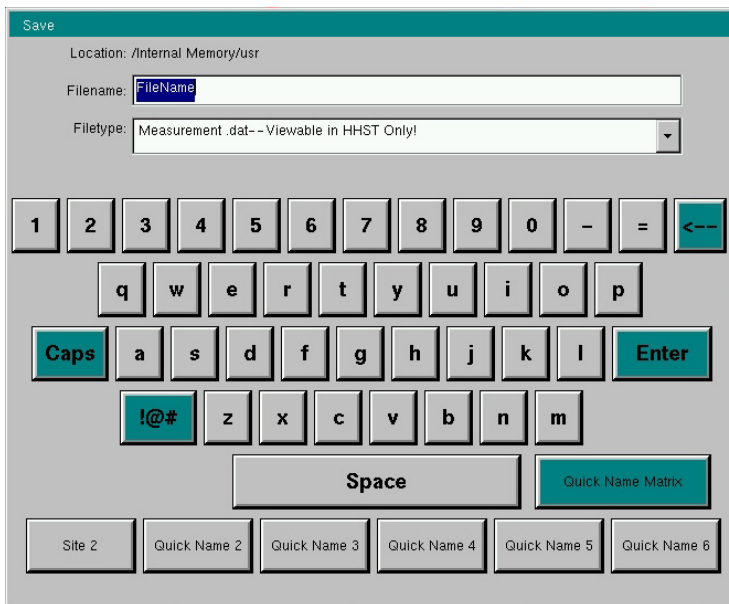 Save
Location: /Internal Memory/usr
Filename: FileName
Filetype: Measurement .dat--Viewable in HHST Only!
1 2 3 4 5 6 7 8 9 0 - = <--
q w e r t y u i o p
Caps a s d f g h j k l Enter
!@# z x c v b n m
Space Quick Name Matrix
Site 2 Quick Name 2 Quick Name 3 Quick Name 4 Quick Name 5 Quick Name 6